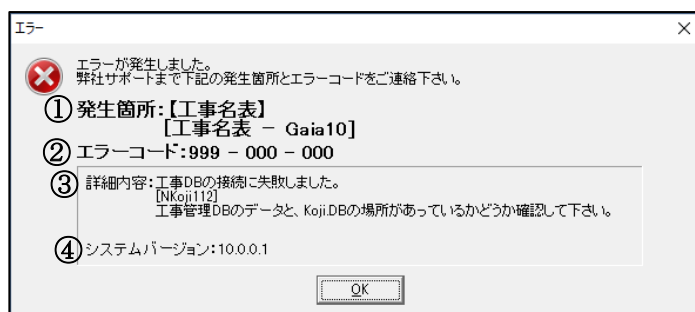 エラー
エラーが発生しました。
弊社サポートまで下記の発生箇所とエラーコードをご連絡下さい。
①発生箇所:【工事名表】
[工事名表 - Gaia10]
②エラーコード:999 - 000 - 000
③詳細内容:工事DBの接続に失敗しました。
[NKoji112]
工事管理DBのデータと、Koji.DBの場所があっているかどうか確認して下さい。
④システムバージョン:10.0.0.1
OK